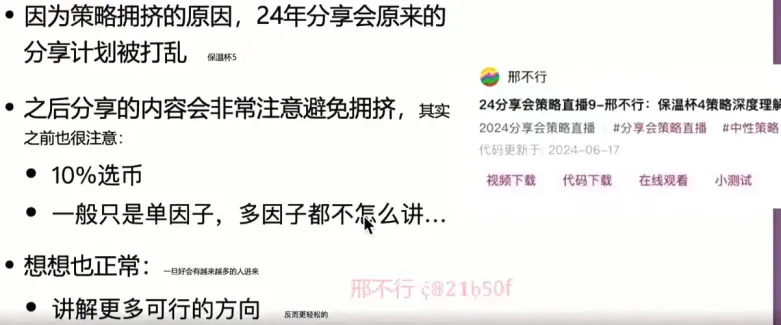 因为策略拥挤的原因，24年分享会原来的
分享计划被打乱 保温杯5
之后分享的内容会非常注意避免拥挤，其实
之前也很注意：
10%选币
一般只是单因子，多因子都不怎么讲...
想想也正常： 一旦好会有越来越多的人进来
讲解更多可行的方向 反而更轻松的
邢不行
24分享会策略直播9-邢不行：保温杯4策略深度理解
2024分享会策略直播 #分享会策略直播 #中性策略
代码更新于: 2024-06-17
视频下载 代码下载 在线观看 小测试
邢不行